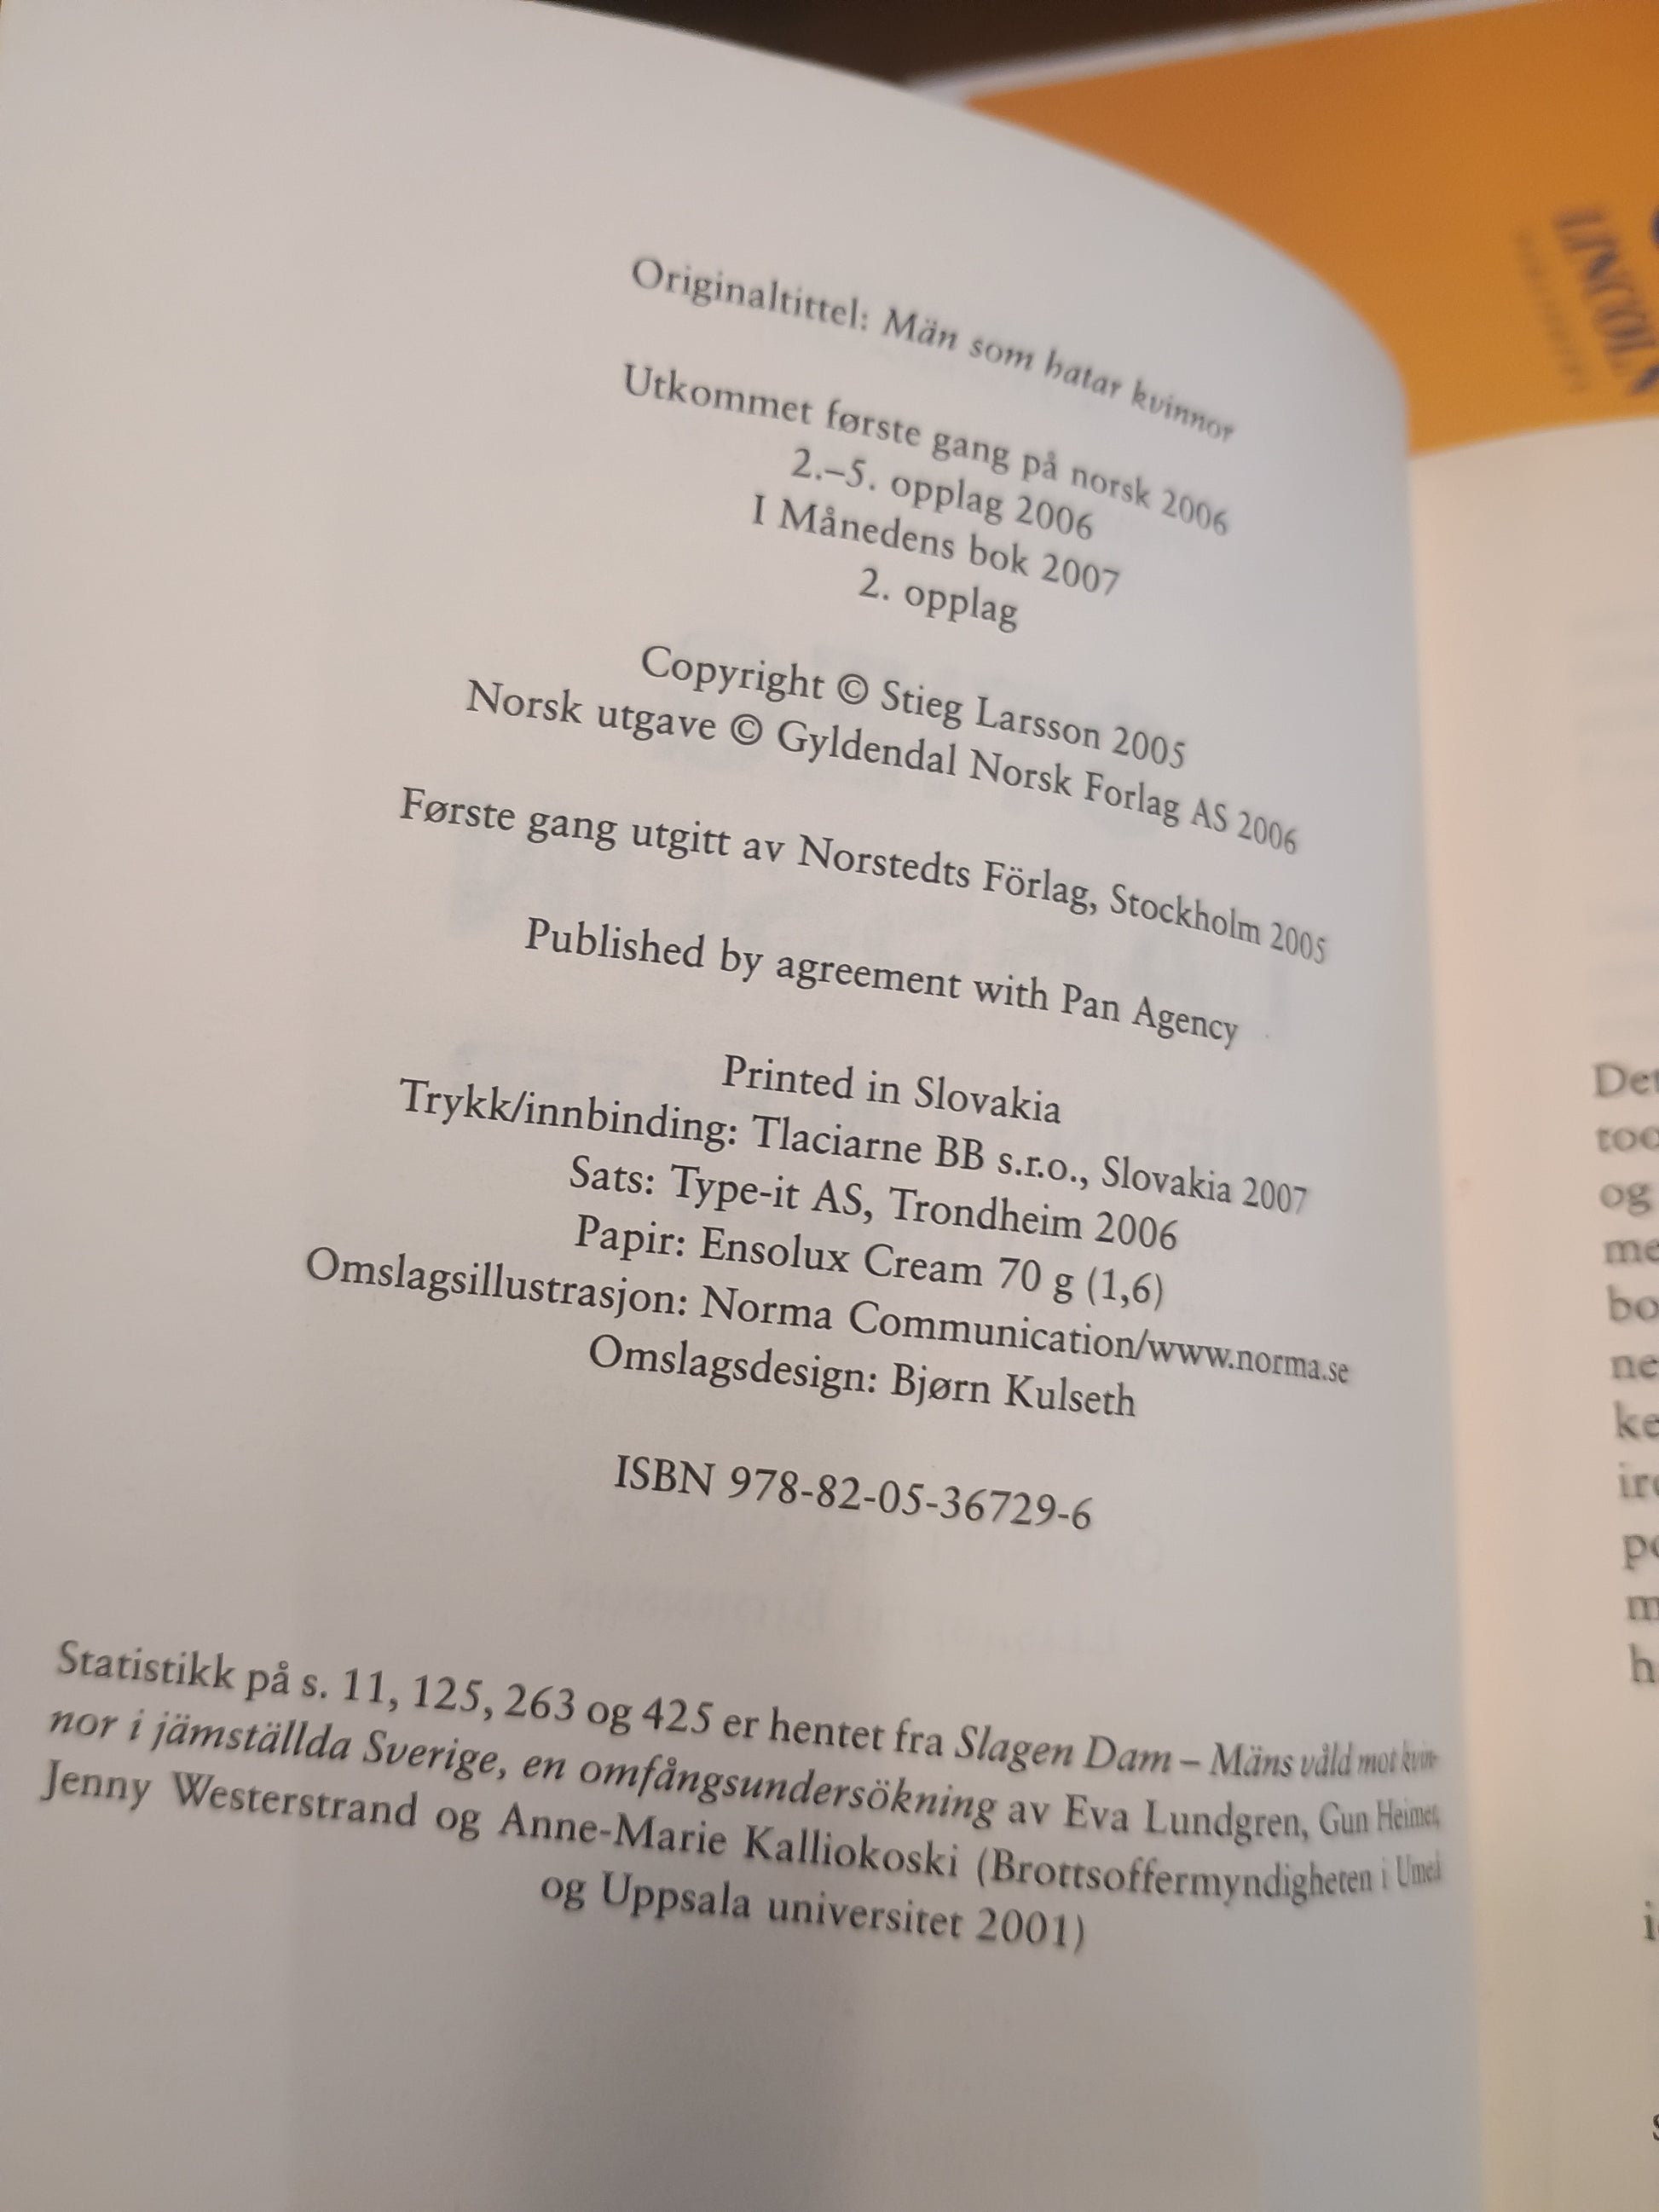 Originaltittel: Män som hatar kvinnor
Utkommet første gang på norsk 2006
2.–5. opplag 2006
I Månedens bok 2007
2. opplag
Copyright © Stieg Larsson 2005
Norsk utgave © Gyldendal Norsk Forlag AS 2006
Første gang utgitt av Norstedts Förlag, Stockholm 2005
Published by agreement with Pan Agency
Printed in Slovakia
Trykk/innbinding: Tlaciarne BB s.r.o., Slovakia 2007
Sats: Type-it AS, Trondheim 2006
Papir: Ensolux Cream 70 g (1,6)
Omslagsillustrasjon: Norma Communication/www.norma.se
Omslagsdesign: Bjørn Kulseth
ISBN 978-82-05-36729-6
Statistikk på s. 11, 125, 263 og 425 er hentet fra Slagen Dam – Mäns våld mot kvin-
nor i jämställda Sverige, en omfångsundersökning av Eva Lundgren, Gun Heimer,
Jenny Westerstrand og Anne-Marie Kalliokoski (Brottsoffermyndigheten i Umeå
og Uppsala universitet 2001)
LINCOLN
og